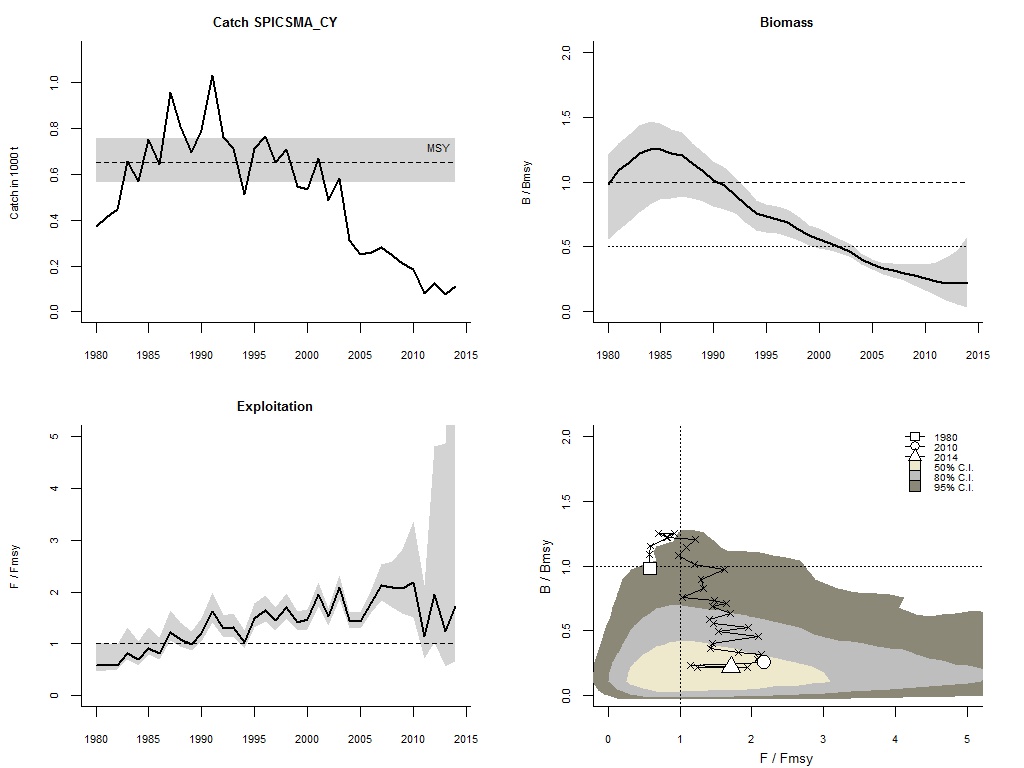 Catch SPICSMA_CY
Catch in 1000 t
0.0 0.2 0.4 0.6 0.8 1.0
MSY
1980 1985 1990 1995 2000 2005 2010 2015
Biomass
B / Bmsy
0.0 0.5 1.0 1.5 2.0
1980 1985 1990 1995 2000 2005 2010 2015
Exploitation
F / Fmsy
0 1 2 3 4 5
1980 1985 1990 1995 2000 2005 2010 2015
B / Bmsy
0.0 0.5 1.0 1.5 2.0
1980
2010
2014
50% C.I.
80% C.I.
95% C.I.
0 1 2 3 4 5
F / Fmsy